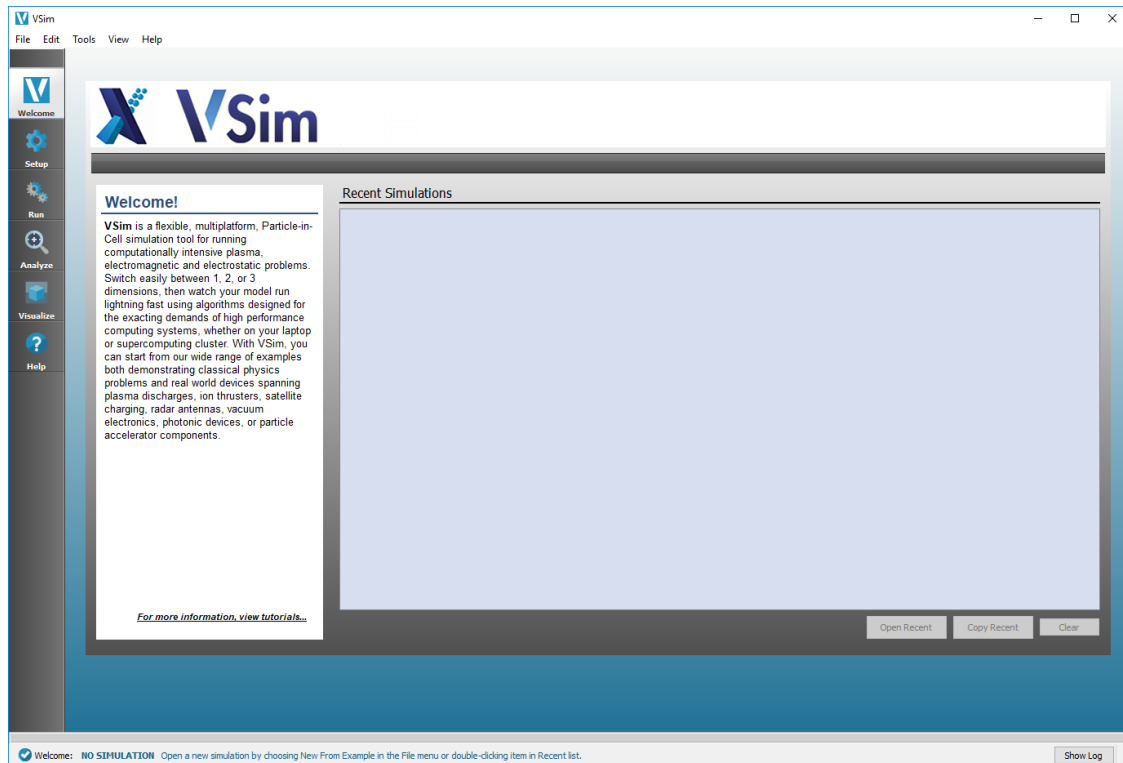 VSim
File Edit Tools View Help
Welcome
Setup
Run
Analyze
Visualize
Help
VSim
Welcome!
VSim is a flexible, multiplatform, Particle-in-
Cell simulation tool for running
computationally intensive plasma,
electromagnetic and electrostatic problems.
Switch easily between 1, 2, or 3
dimensions, then watch your model run
lightning fast using algorithms designed for
the exacting demands of high performance
computing systems, whether on your laptop
or supercomputing cluster. With VSim, you
can start from our wide range of examples
both demonstrating classical physics
problems and real world devices spanning
plasma discharges, ion thrusters, satellite
charging, radar antennas, vacuum
electronics, photonic devices, or particle
accelerator components.
For more information, view tutorials...
Recent Simulations
Open Recent Copy Recent Clear
Welcome: NO SIMULATION Open a new simulation by choosing New From Example in the File menu or double-clicking item in Recent list.
Show Log